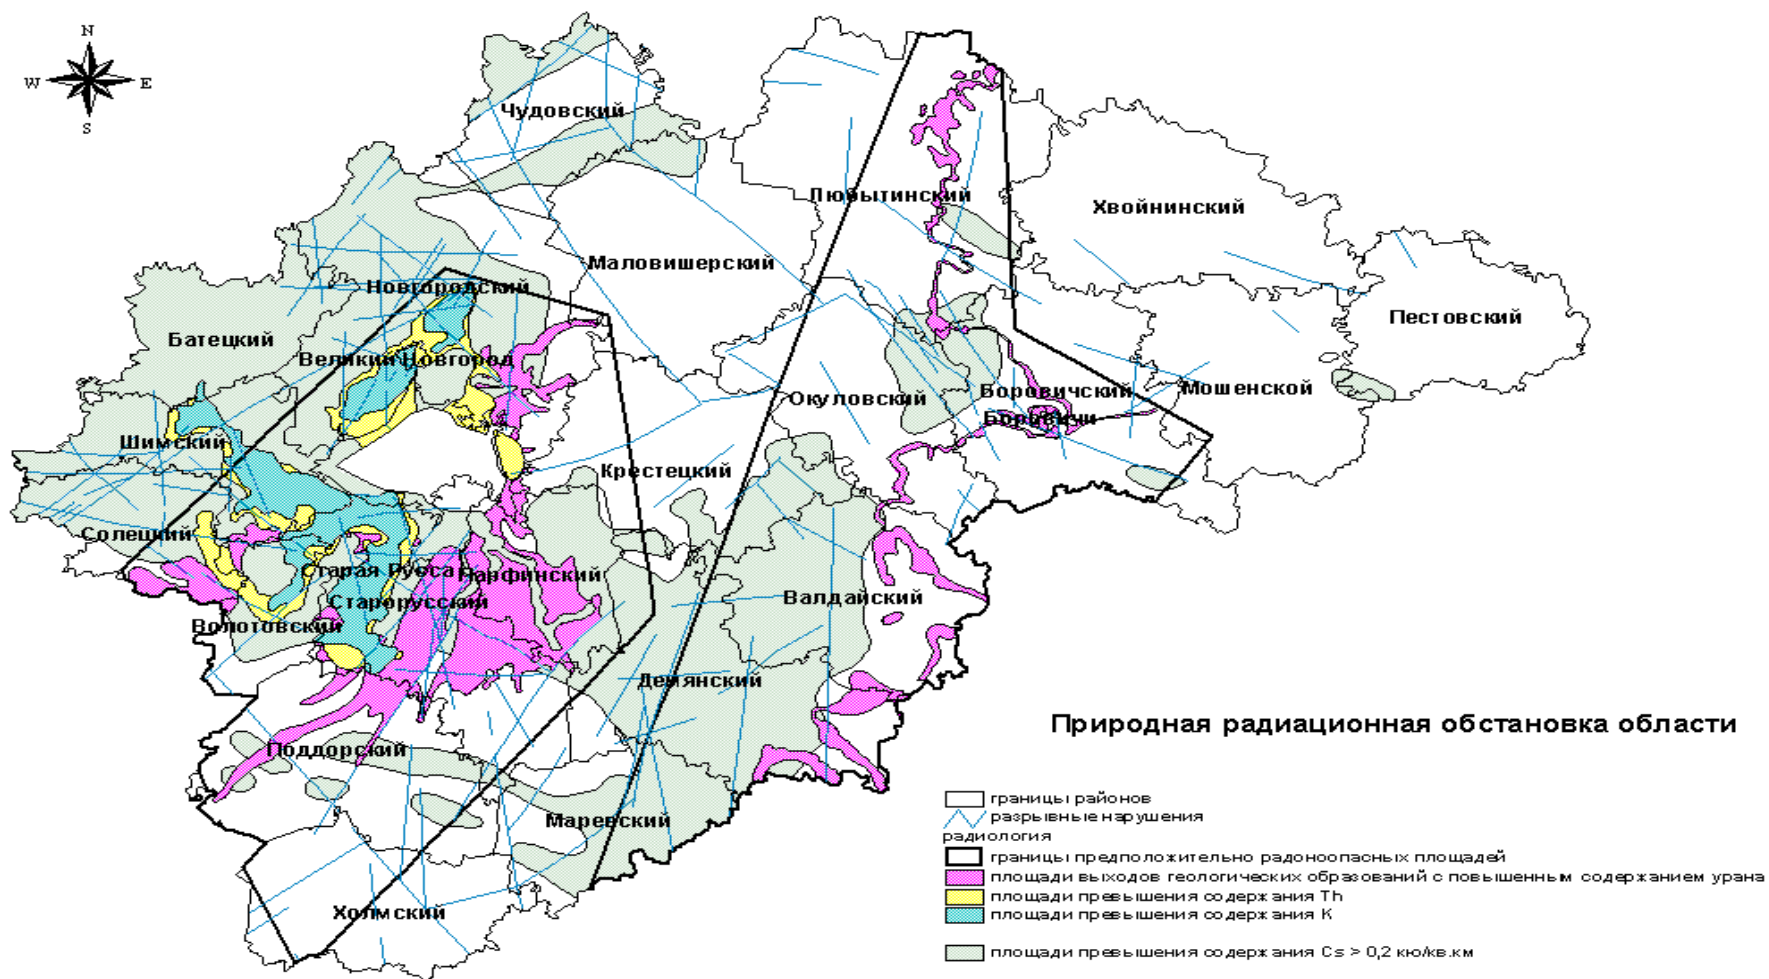 N
W E
S
Чудовский
Любытинский
Хвойнинский
Маловишерский
Новгородский
Пестовский
Батецкий
Великий Новгород
Окуловский
Боровичский
Мошенской
Боровичи
Шимский
Крестецкий
Солецкий
Старая Русса
Парфинский
Старорусский
Валдайский
Волотовский
Демянский
Природная радиационная обстановка области
Поддорский
Маревский
Холмский
границы районов
разрывные нарушения
радиология
границы предположительно радоноопасных площадей
площади выходов геологических образований с повышенным содержанием урана
площади превышения содержания Th
площади превышения содержания К
площади превышения содержания Cs > 0,2 кю/кв.км